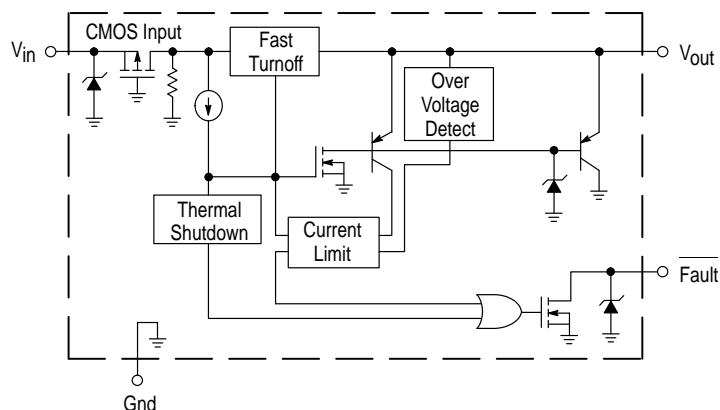 CMOS Input
Vin
Fast
Turnoff
Vout
Over
Voltage
Detect
Thermal
Shutdown
Current
Limit
Fault
Gnd